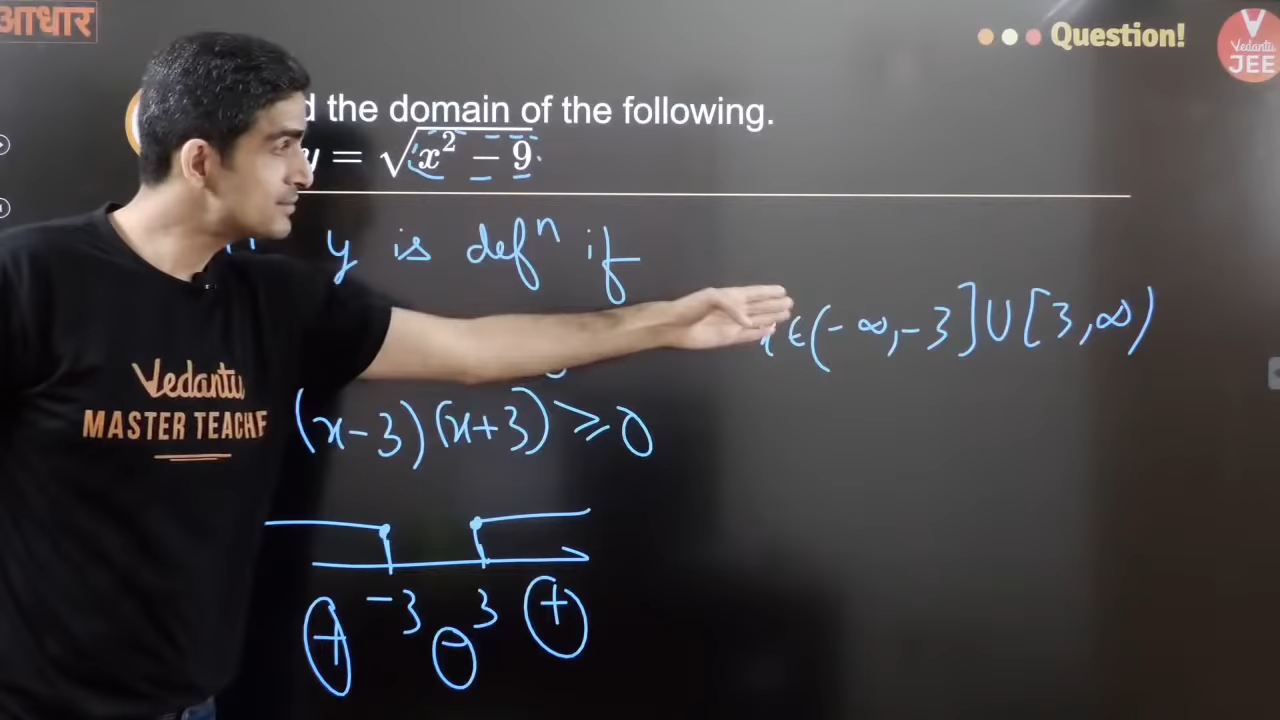 आधार
Question!
Vedantu
JEE
the domain of the following.
y = √(x² − 9)
y is defⁿ if
x ∈ (-∞, -3] ∪ [3, ∞)
(x-3)(x+3) ≥ 0
-3 3
+ − +
Vedantu
MASTER TEACHE